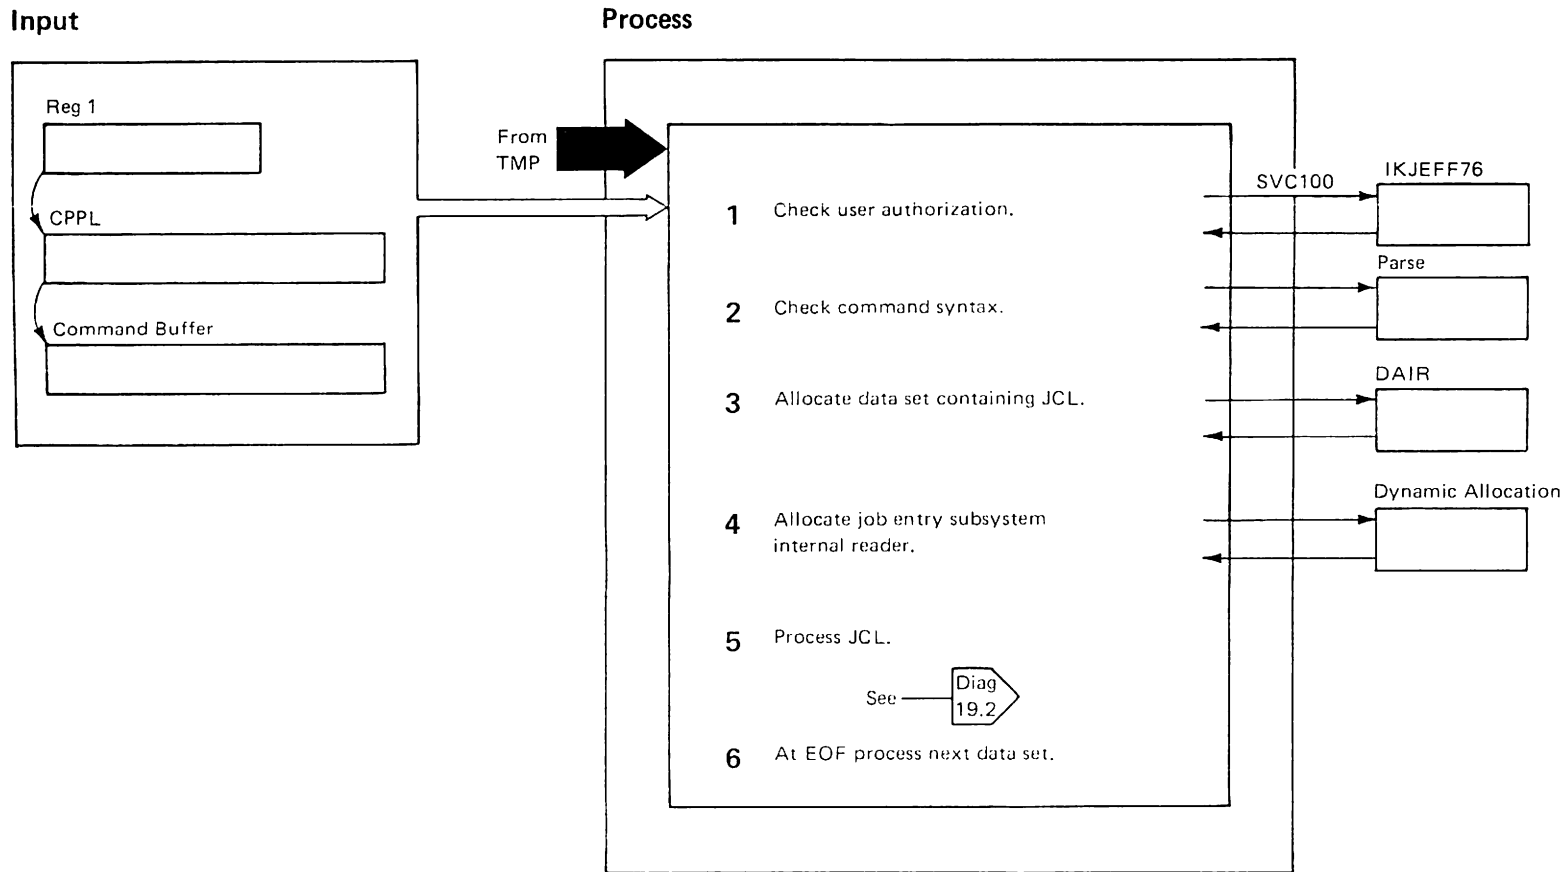 Input
Process
Reg 1
CPPL
Command Buffer
From
TMP
1 Check user authorization.
SVC100
IKJEFF76
2 Check command syntax.
Parse
3 Allocate data set containing JCL.
DAIR
4 Allocate job entry subsystem
internal reader.
Dynamic Allocation
5 Process JCL.
See
Diag
19.2
6 At EOF process next data set.